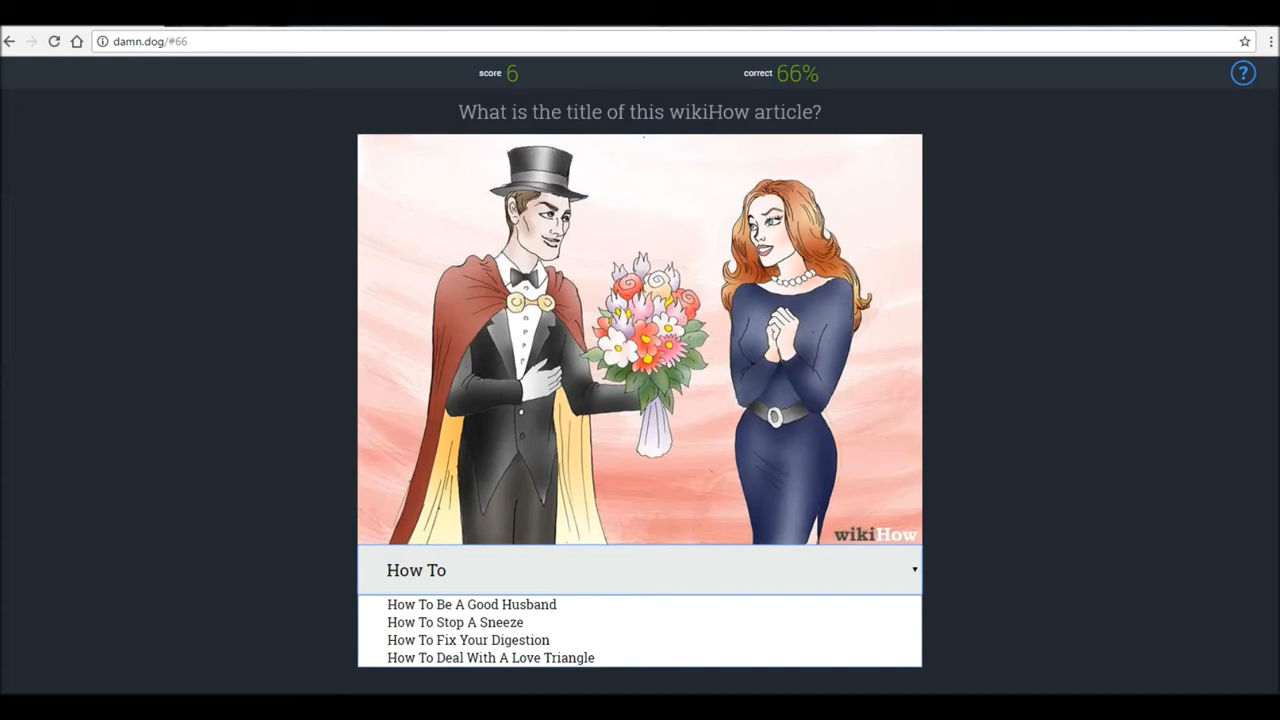 damn.dog/#66
score 6
correct 66%
?
What is the title of this wikiHow article?
wikiHow
How To
How To Be A Good Husband
How To Stop A Sneeze
How To Fix Your Digestion
How To Deal With A Love Triangle